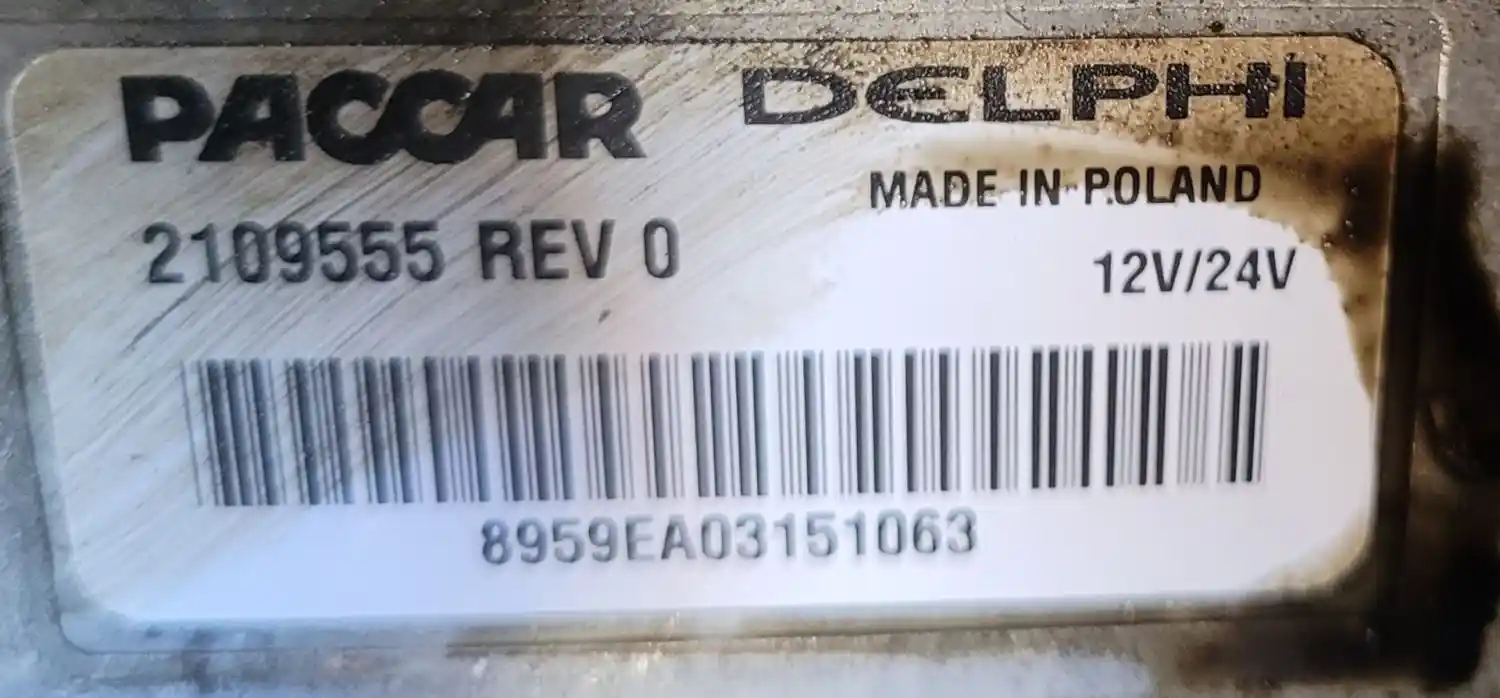 PACCAR DELPHI
MADE IN POLAND
2109555 REV 0
12V/24V
8959EA03151063